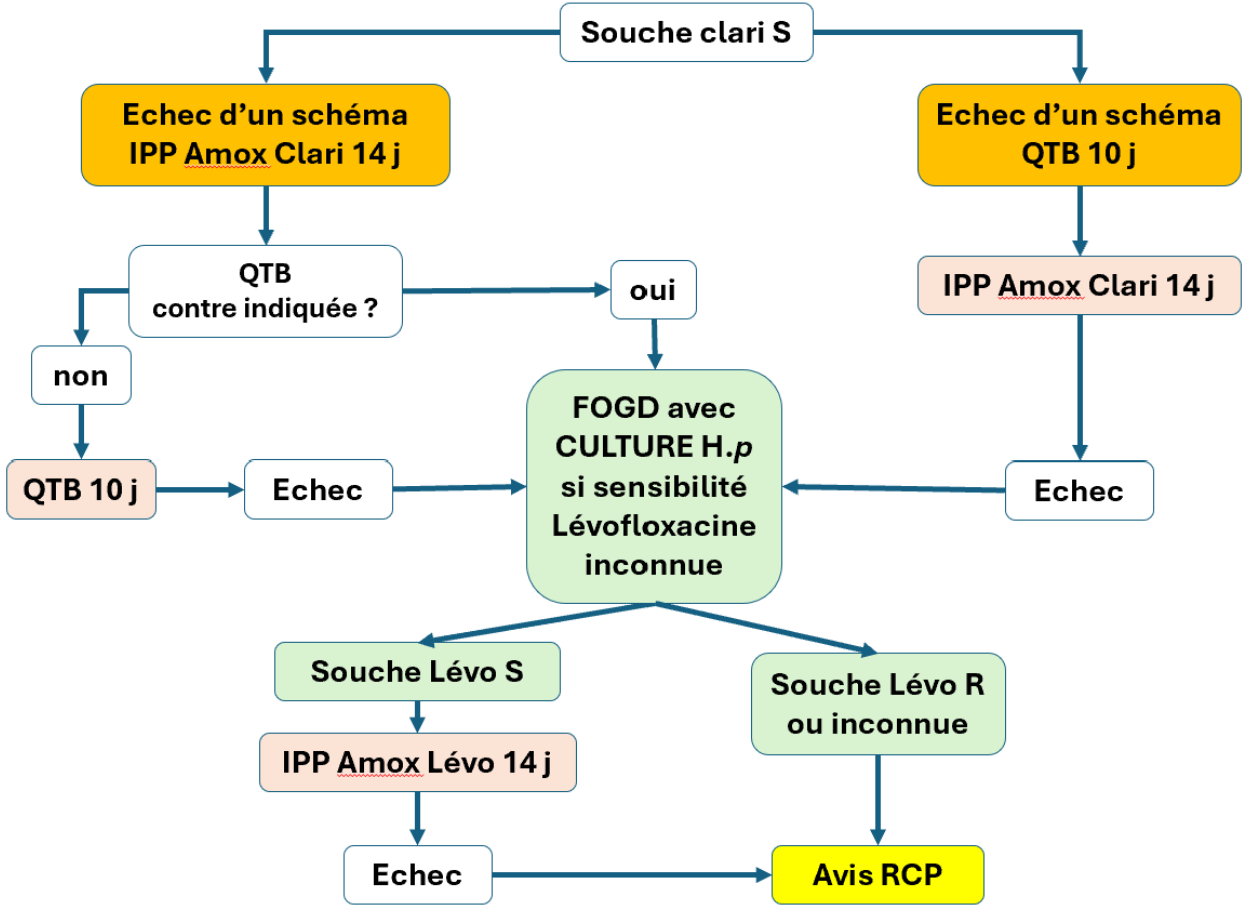 Souche clari S
Echec d’un schéma
IPP Amox Clari 14 j
Echec d’un schéma
QTB 10 j
QTB
contre indiquée ?
oui
IPP Amox Clari 14 j
non
FOGD avec
CULTURE H.p
si sensibilité
Lévofloxacine
inconnue
QTB 10 j
Echec
Echec
Souche Lévo S
Souche Lévo R
ou inconnue
IPP Amox Lévo 14 j
Echec
Avis RCP